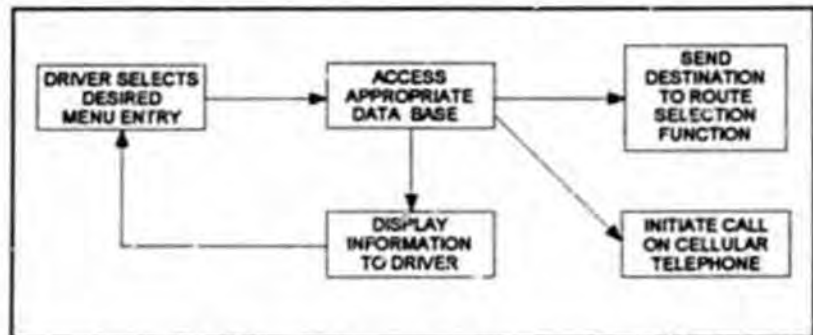 DRIVER SELECTS
DESIRED
MENU ENTRY
ACCESS
APPROPRIATE
DATA BASE
SEND
DESTINATION
TO ROUTE
SELECTION
FUNCTION
DISPLAY
INFORMATION
TO DRIVER
INITIATE CALL
ON CELLULAR
TELEPHONE